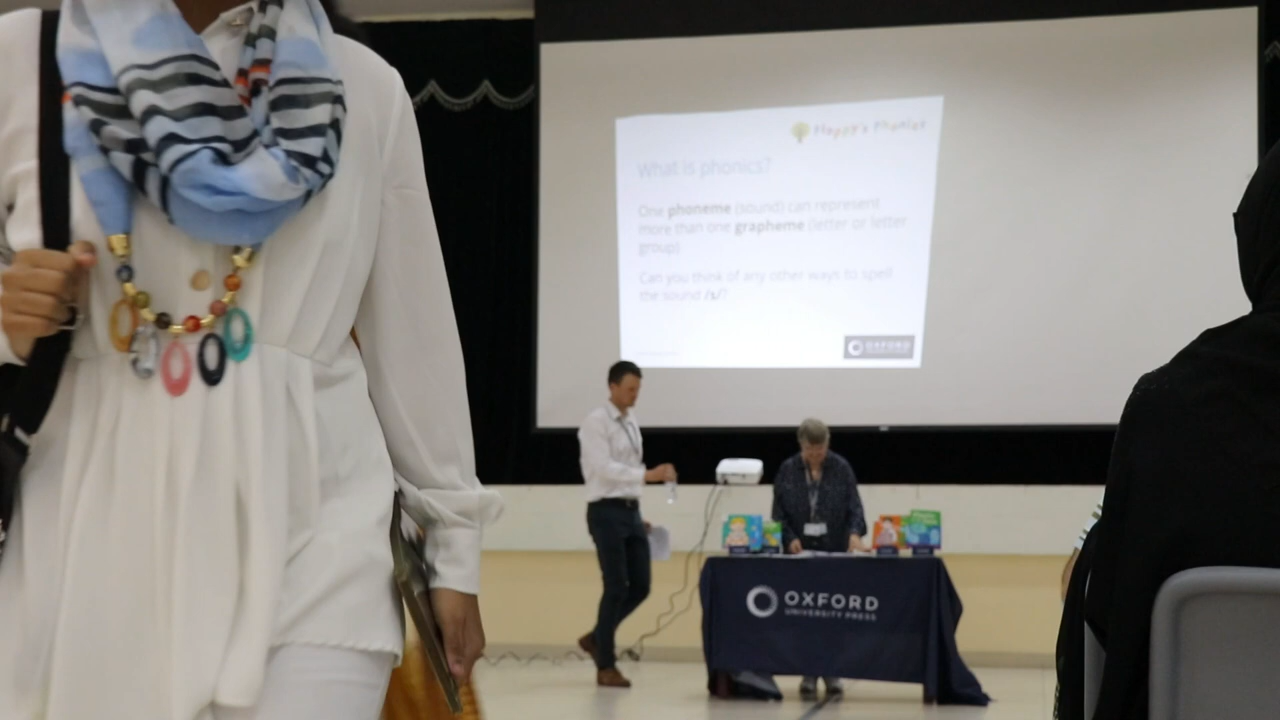 Happy's Phonics
What is phonics?
One phoneme (sound) can represent
more than one grapheme (letter or letter
group)
Can you think of any other ways to spell
the sound /s/?
OXFORD
OXFORD
UNIVERSITY PRESS